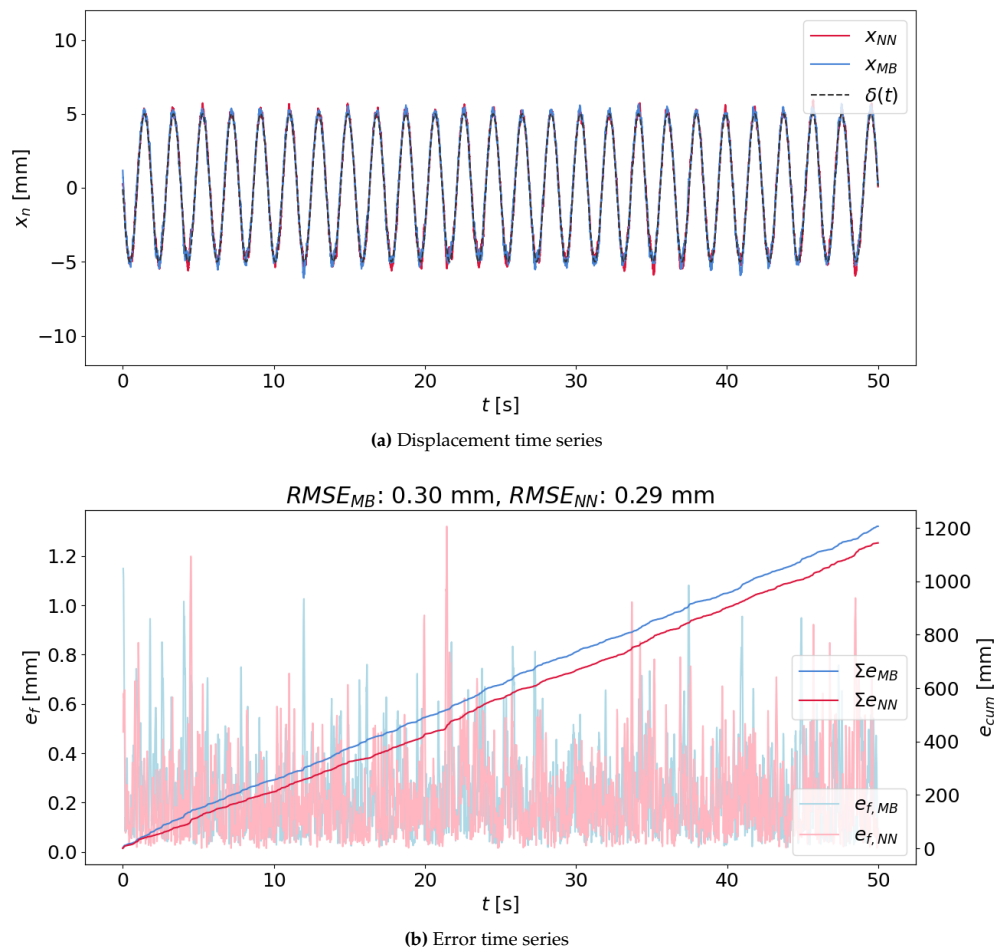 10
5
0
−5
−10
x_n [mm]
x_NN
x_MB
δ(t)
0 10 20 30 40 50
t [s]
(a) Displacement time series
RMSE_MB: 0.30 mm, RMSE_NN: 0.29 mm
1.2
1.0
0.8
0.6
0.4
0.2
0.0
e_f [mm]
1200
1000
800
600
400
200
0
e_cum [mm]
Σe_MB
Σe_NN
e_f,MB
e_f,NN
0 10 20 30 40 50
t [s]
(b) Error time series